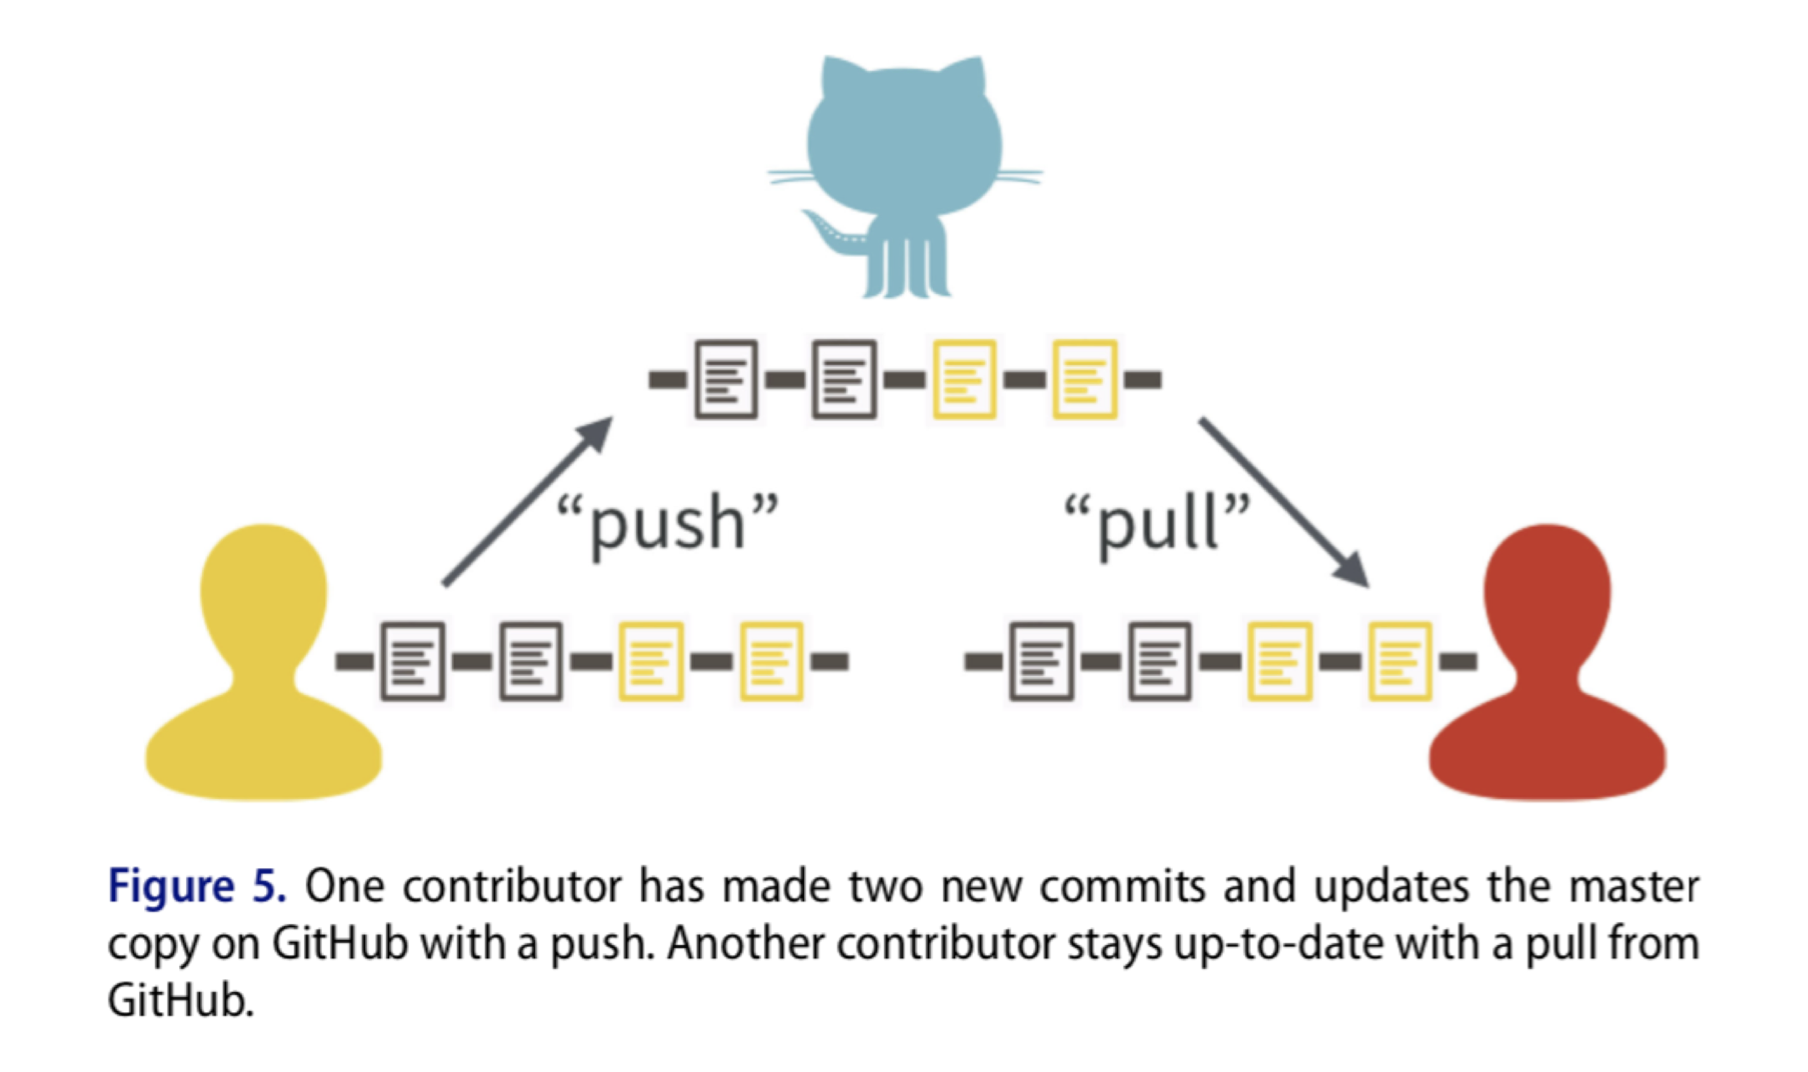 “push”
“pull”
Figure 5. One contributor has made two new commits and updates the master
copy on GitHub with a push. Another contributor stays up-to-date with a pull from
GitHub.